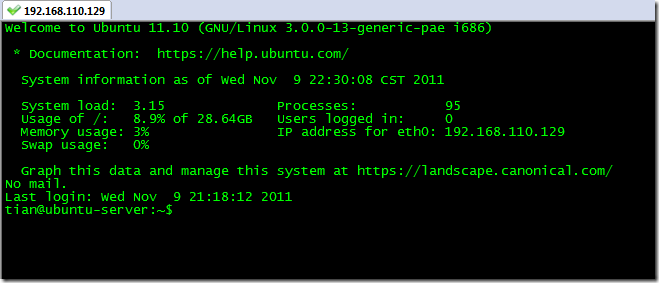 192.168.110.129
Welcome to Ubuntu 11.10 (GNU/Linux 3.0.0-13-generic-pae i686)
* Documentation:  https://help.ubuntu.com/
System information as of Wed Nov  9 22:30:08 CST 2011
System load:  3.15              Processes:           95
Usage of /:   8.9% of 28.64GB   Users logged in:     0
Memory usage: 3%                IP address for eth0: 192.168.110.129
Swap usage:   0%
Graph this data and manage this system at https://landscape.canonical.com/
No mail.
Last login: Wed Nov  9 21:18:12 2011
tian@ubuntu-server:~$